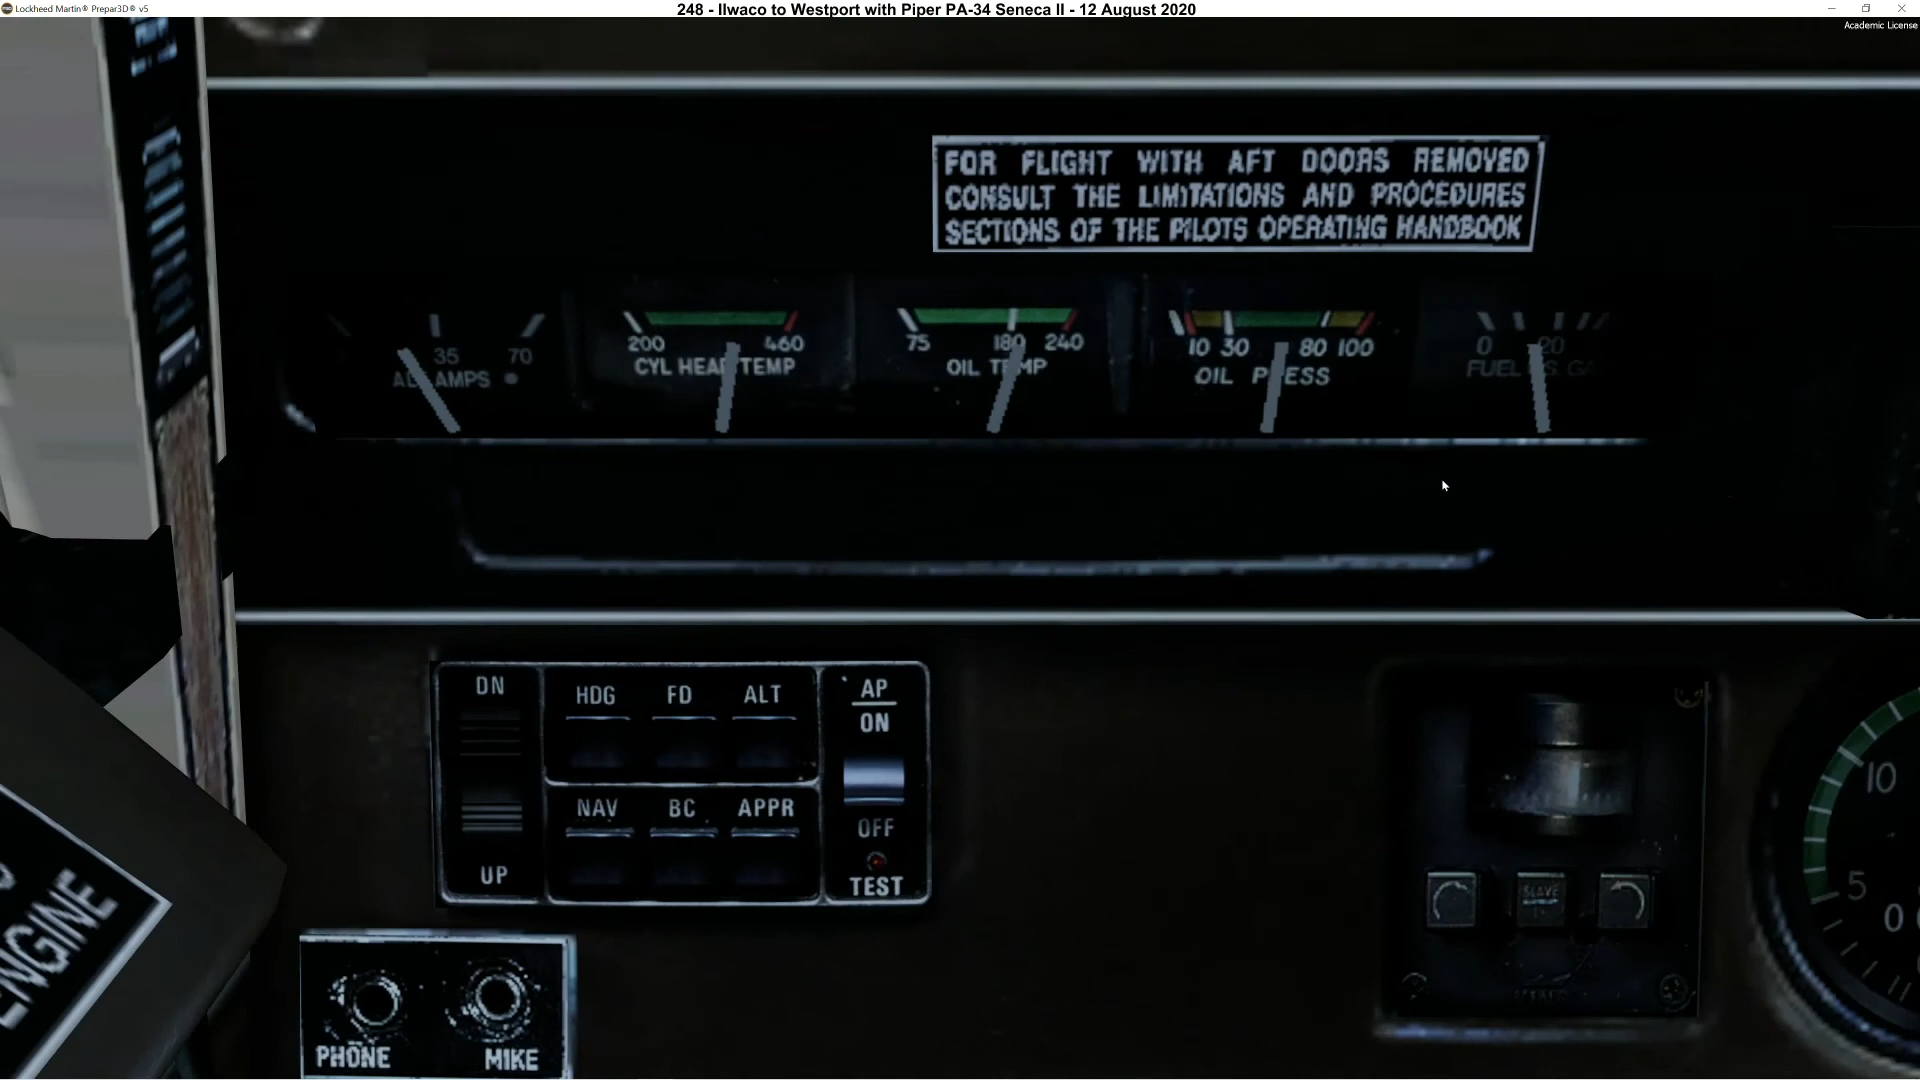 Lockheed Martin® Prepar3D® v5
248 - Ilwaco to Westport with Piper PA-34 Seneca II - 12 August 2020
Academic License
FOR FLIGHT WITH AFT DOORS REMOVED
CONSULT THE LIMITATIONS AND PROCEDURES
SECTIONS OF THE PILOTS OPERATING HANDBOOK
35 70
AMPS
200 460
CYL HEAD TEMP
75 180 240
OIL TEMP
10 30 80 100
OIL PRESS
0 20
FUEL
DN
UP
HDG FD ALT
NAV BC APPR
AP
ON
OFF
TEST
SLAVE
10
5
0
ENGINE
PHONE MIKE